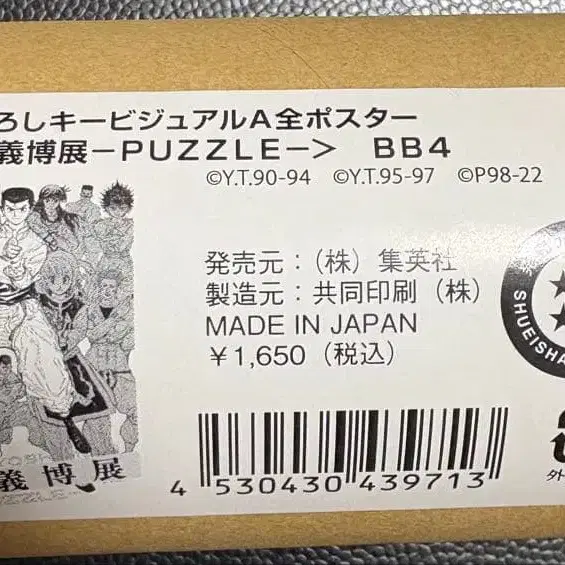 ろしキービジュアルA全ポスター
義博展−PUZZLE−> BB4
©Y.T.90-94 ©Y.T.95-97 ©P98-22
発売元：（株）集英社
製造元：共同印刷（株）
MADE IN JAPAN
￥1,650（税込）
SHUEISHA
義博展
4 530430 439713
外